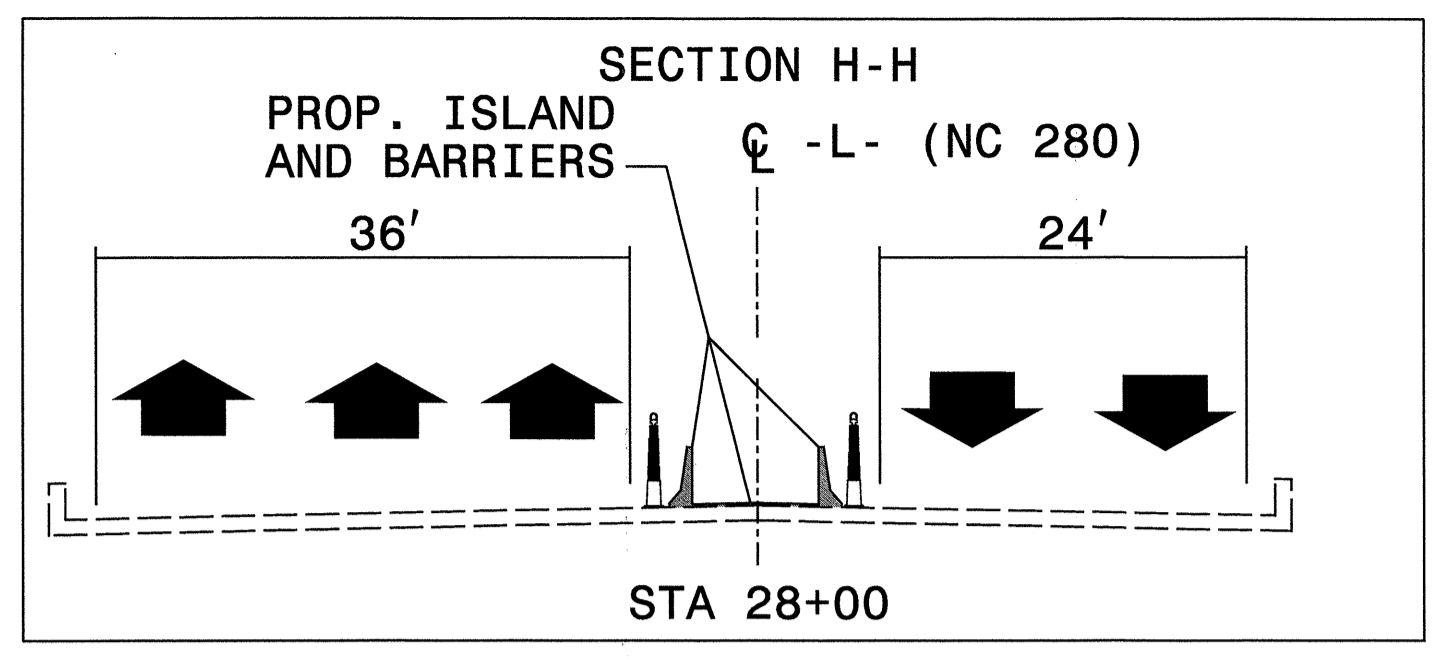 SECTION H-H
PROP. ISLAND
AND BARRIERS
℄ -L- (NC 280)
36'
24'
STA 28+00